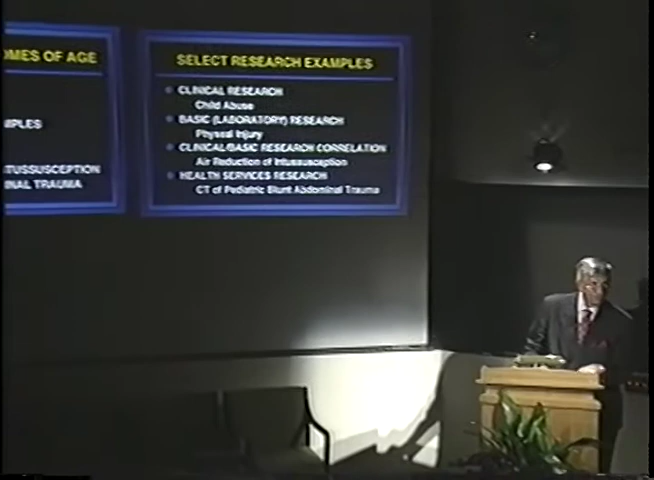 OMES OF AGE
MPLES
TUSSUSCEPTION
INAL TRAUMA
SELECT RESEARCH EXAMPLES
CLINICAL RESEARCH
Child Abuse
BASIC (LABORATORY) RESEARCH
Physeal Injury
CLINICAL/BASIC RESEARCH CORRELATION
Air Reduction of Intussusception
HEALTH SERVICES RESEARCH
CT of Pediatric Blunt Abdominal Trauma